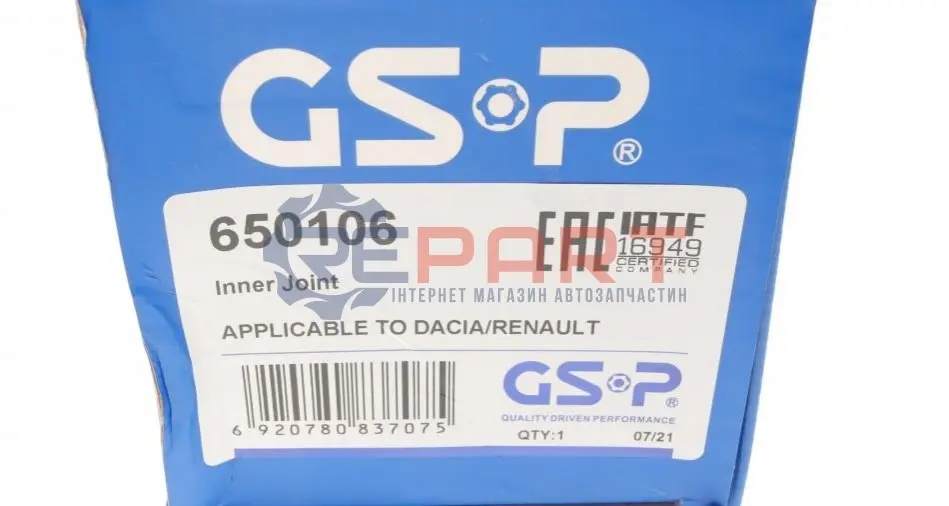 GSP®
650106
EAC
IATF
16949
CERTIFIED
COMPANY
Inner Joint
REPART
ІНТЕРНЕТ МАГАЗИН АВТОЗАПЧАСТИН
APPLICABLE TO DACIA/RENAULT
6 920780 837075
GSP®
QUALITY DRIVEN PERFORMANCE
QTY:1 07/21